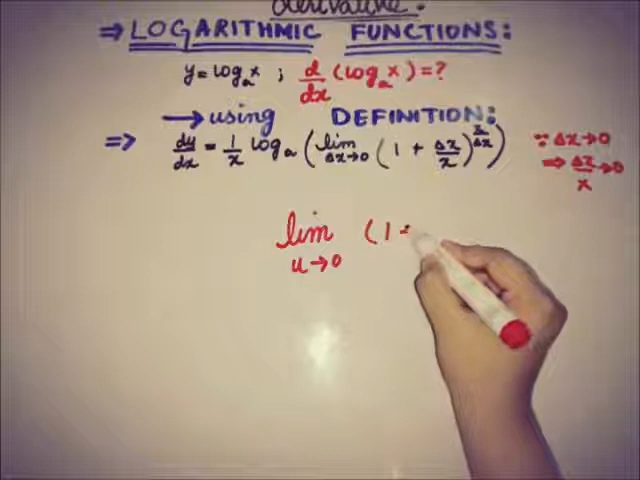 derivative:
⇒ LOGARITHMIC FUNCTIONS:
y = logₐx ; d/dx (logₐx) = ?
→ using DEFINITION:
⇒ dy/dx = 1/x logₐ ( lim Δx→0 (1 + Δx/x)^(x/Δx) ) ∵ Δx→0
⇒ Δx/x →0
lim u→0 (1 +